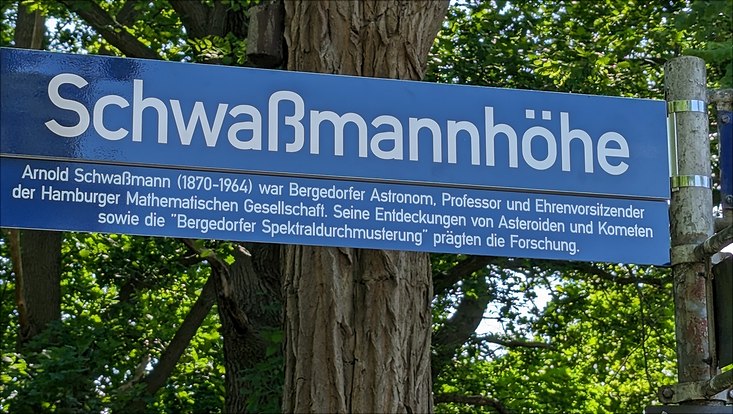 Schwaßmannhöhe
Arnold Schwaßmann (1870-1964) war Bergedorfer Astronom, Professor und Ehrenvorsitzender
der Hamburger Mathematischen Gesellschaft. Seine Entdeckungen von Asteroiden und Kometen
sowie die "Bergedorfer Spektraldurchmusterung" prägten die Forschung.